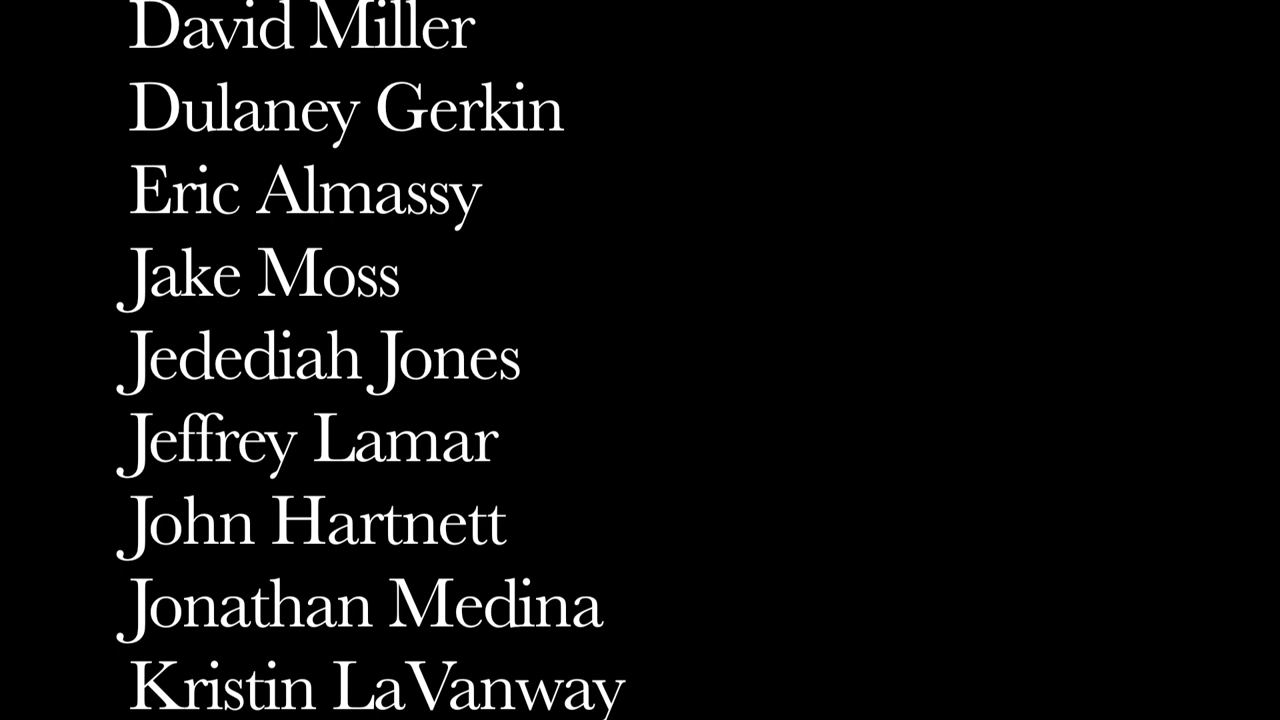 David Miller
Dulaney Gerkin
Eric Almassy
Jake Moss
Jedediah Jones
Jeffrey Lamar
John Hartnett
Jonathan Medina
Kristin LaVanway